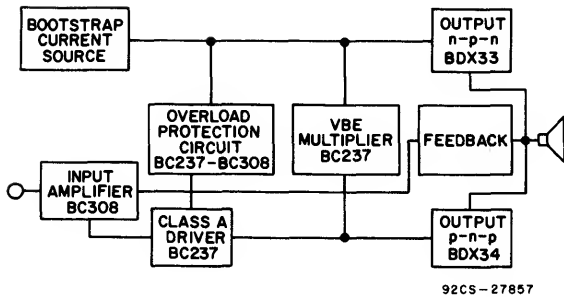 BOOTSTRAP
CURRENT
SOURCE
OUTPUT
n-p-n
BDX33
OVERLOAD
PROTECTION
CIRCUIT
BC237-BC308
VBE
MULTIPLIER
BC237
FEEDBACK
INPUT
AMPLIFIER
BC308
CLASS A
DRIVER
BC237
OUTPUT
p-n-p
BDX34
92CS-27857